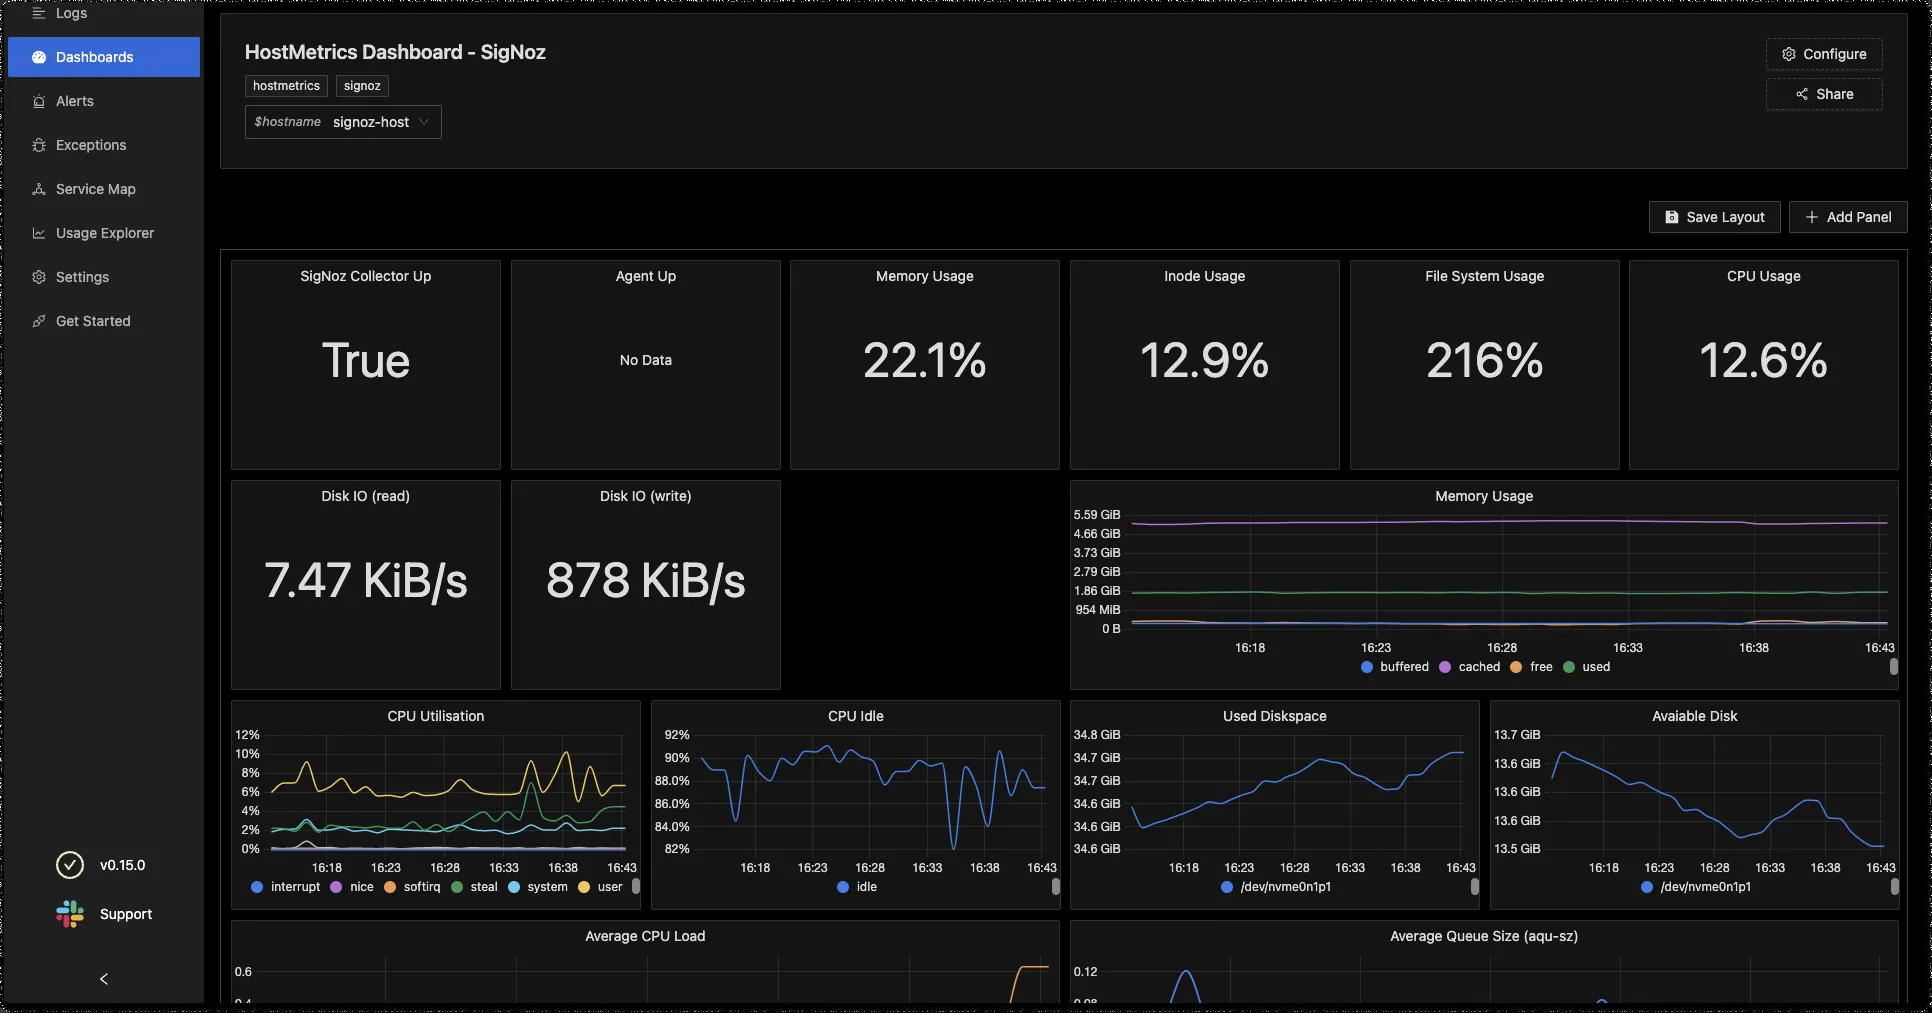 Logs
Dashboards
Alerts
Exceptions
Service Map
Usage Explorer
Settings
Get Started
v0.15.0
Support
HostMetrics Dashboard - SigNoz
hostmetrics signoz
$hostname signoz-host
Configure
Share
Save Layout Add Panel
SigNoz Collector Up
True
Agent Up
No Data
Memory Usage
22.1%
Inode Usage
12.9%
File System Usage
216%
CPU Usage
12.6%
Disk IO (read)
7.47 KiB/s
Disk IO (write)
878 KiB/s
Memory Usage
5.59 GiB
4.66 GiB
3.73 GiB
2.79 GiB
1.86 GiB
954 MiB
0 B
16:18 16:23 16:28 16:33 16:38 16:43
buffered cached free used
CPU Utilisation
12%
10%
8%
6%
4%
2%
0%
16:18 16:23 16:28 16:33 16:38 16:43
interrupt nice softirq steal system user
CPU Idle
92%
90%
88.0%
86.0%
84.0%
82%
16:18 16:23 16:28 16:33 16:38 16:43
idle
Used Diskspace
34.8 GiB
34.7 GiB
34.7 GiB
34.6 GiB
34.6 GiB
34.6 GiB
16:18 16:23 16:28 16:33 16:38 16:43
/dev/nvme0n1p1
Avaiable Disk
13.7 GiB
13.6 GiB
13.6 GiB
13.6 GiB
13.5 GiB
16:18 16:23 16:28 16:33 16:38 16:43
/dev/nvme0n1p1
Average CPU Load
0.6
0.4
Average Queue Size (aqu-sz)
0.12
0.08